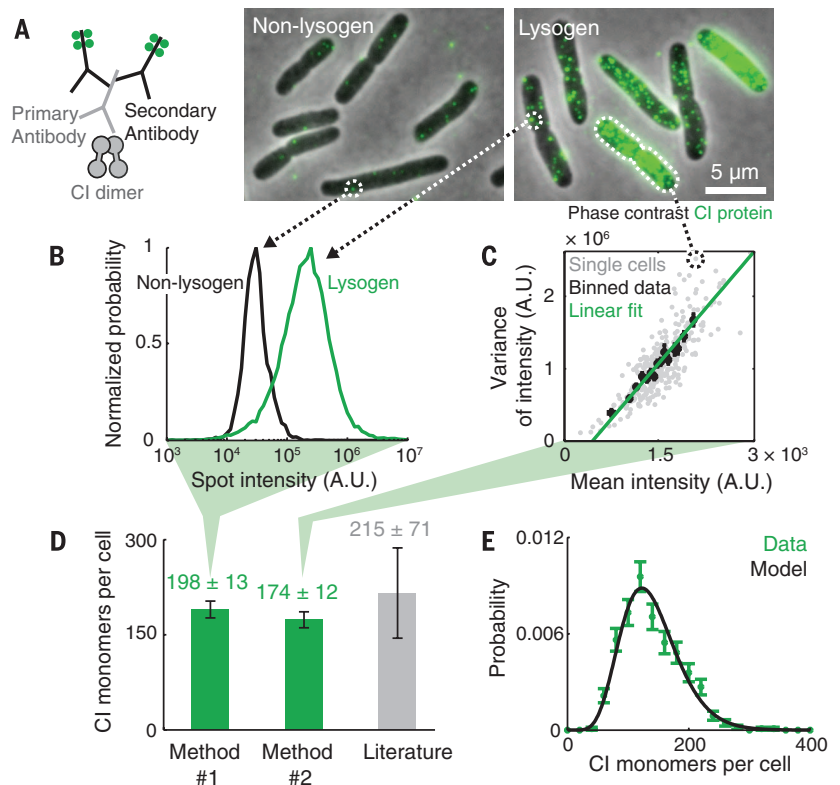 A
Non-lysogen
Lysogen
Primary
Antibody
Secondary
Antibody
CI dimer
5 μm
Phase contrast CI protein
B
Normalized probability
1
0.5
0
Non-lysogen
Lysogen
10³
10⁴
10⁵
10⁶
10⁷
Spot intensity (A.U.)
C
× 10⁶
Single cells
Binned data
Linear fit
Variance
of intensity (A.U.)
2
1
0
0
1.5
3 × 10³
Mean intensity (A.U.)
D
CI monomers per cell
300
150
0
198 ± 13
174 ± 12
215 ± 71
Method
#1
Method
#2
Literature
E
Probability
0.012
0.006
0
Data
Model
0
200
400
CI monomers per cell